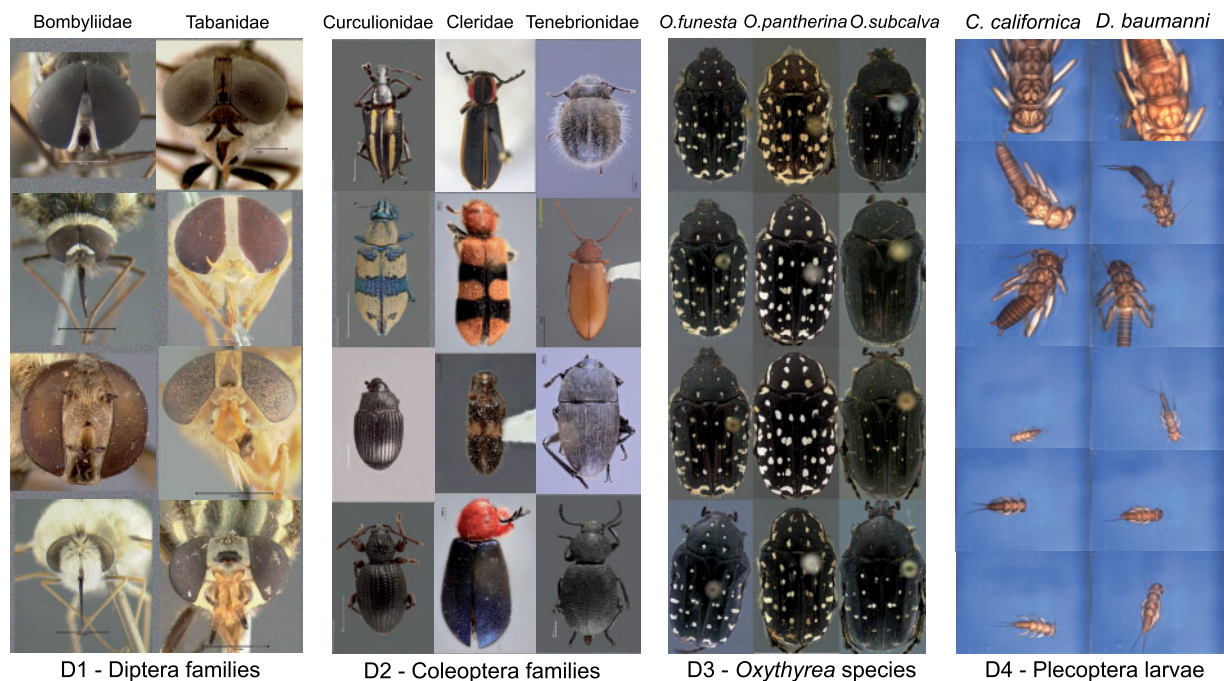 Bombyliidae Tabanidae Curculionidae Cleridae Tenebrionidae O.funesta O.pantherina O.subcalva C. californica D. baumanni
D1 - Diptera families D2 - Coleoptera families D3 - Oxythyrea species D4 - Plecoptera larvae